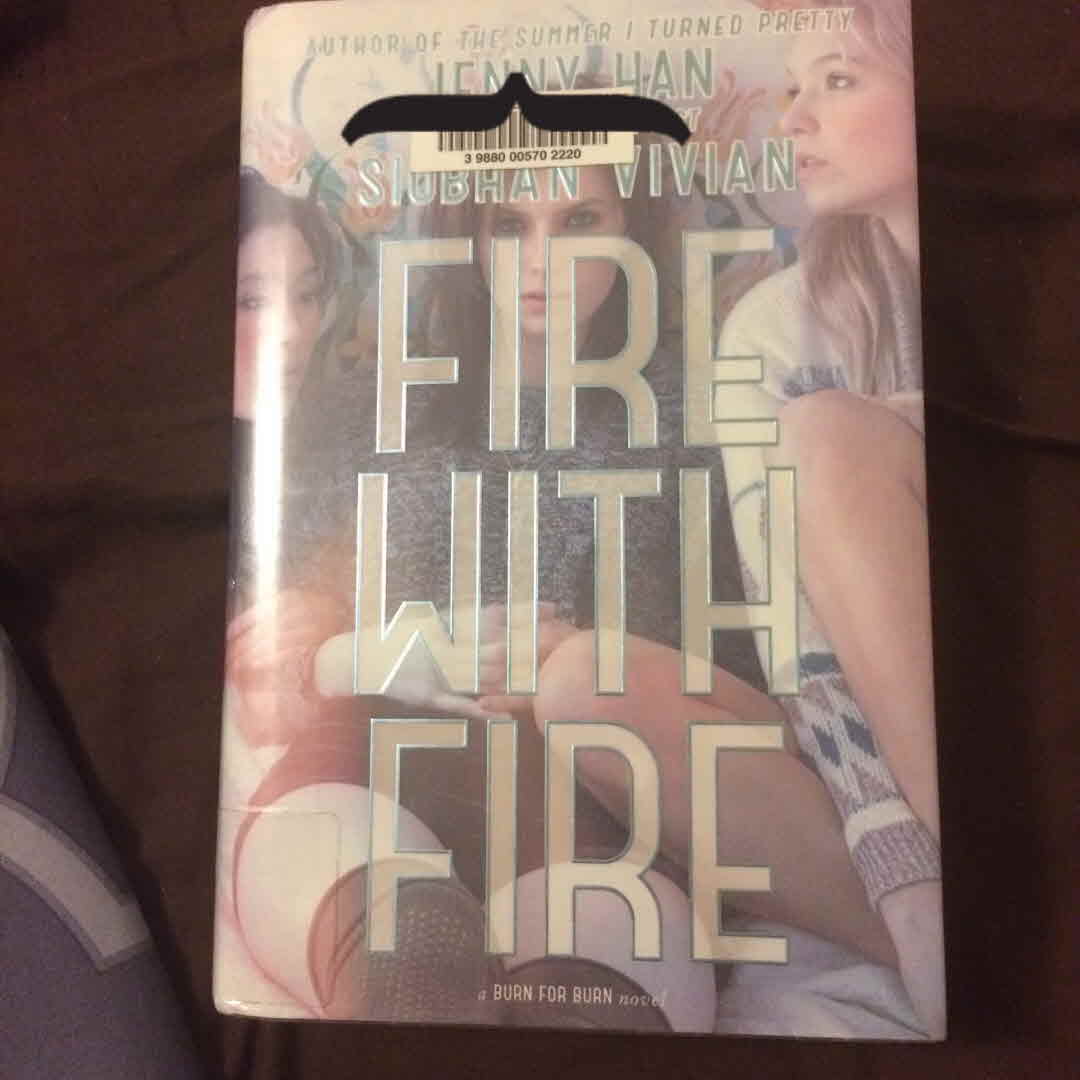 AUTHOR OF THE SUMMER I TURNED PRETTY
JENNY HAN
3 9880 00570 2220
SIOBHAN VIVIAN
FIRE
WITH
FIRE
a BURN FOR BURN novel